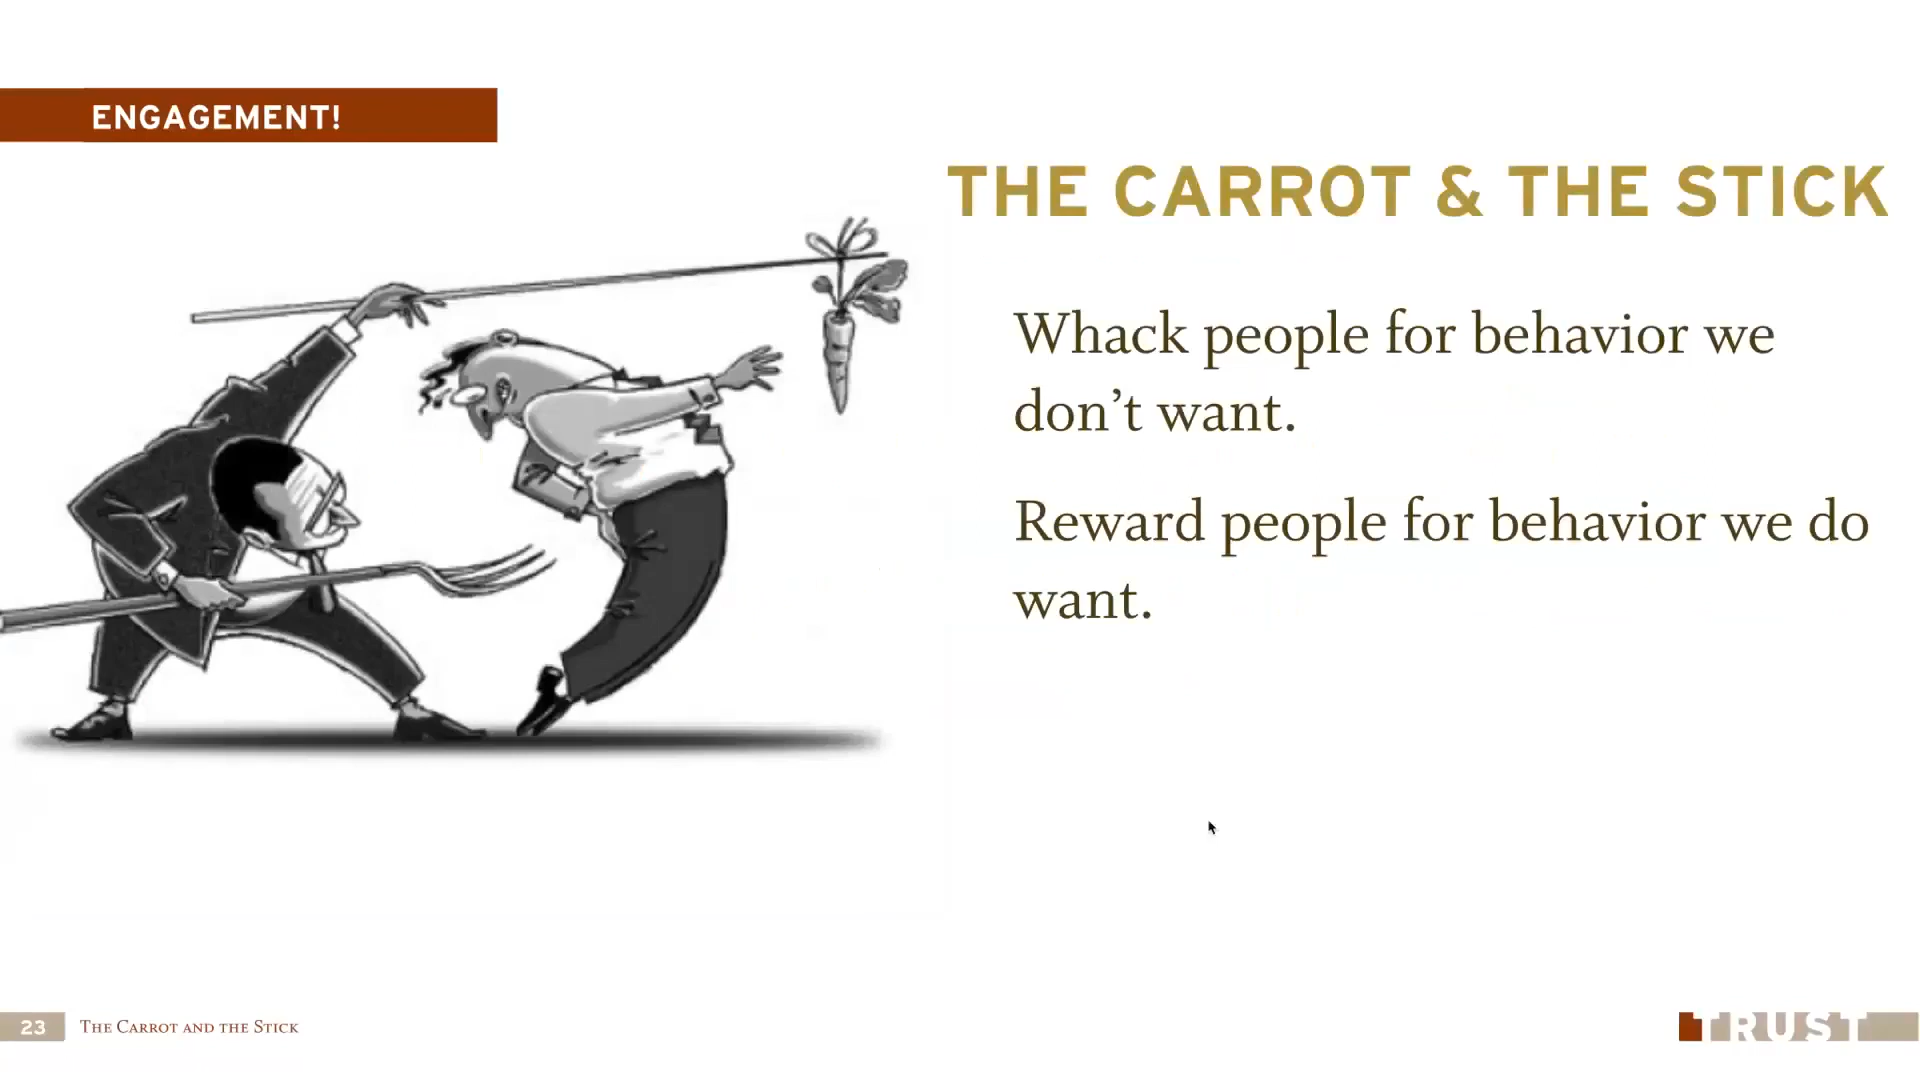 ENGAGEMENT!
THE CARROT & THE STICK
Whack people for behavior we
don’t want.
Reward people for behavior we do
want.
23 The Carrot and the Stick
TRUST